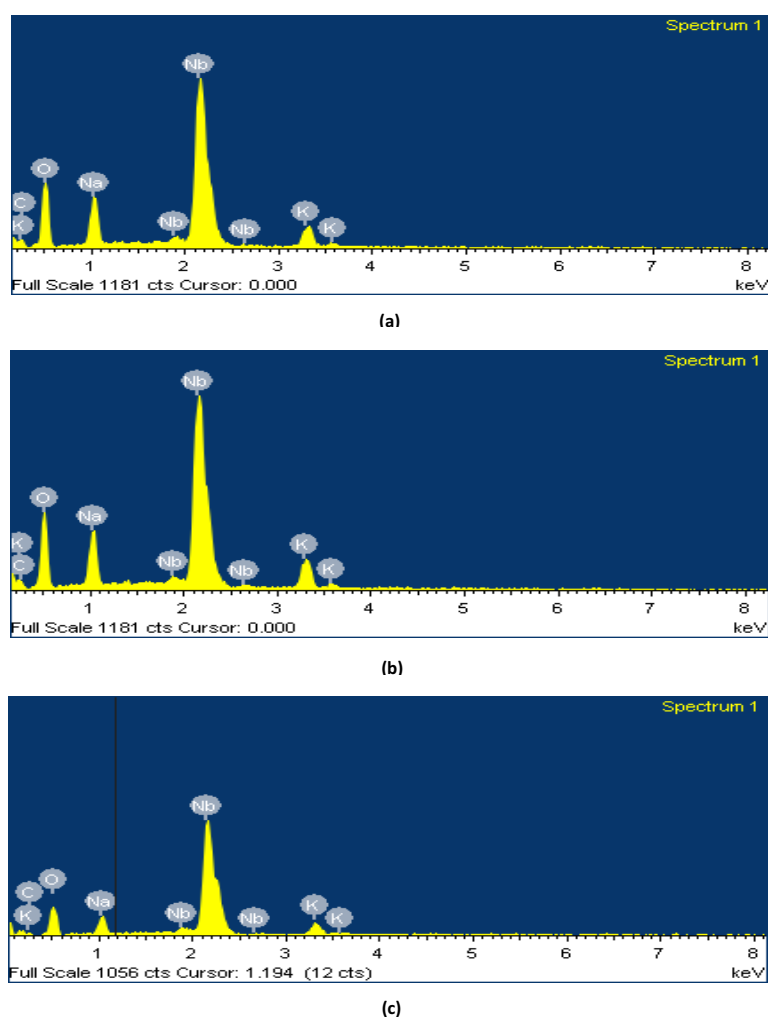 Spectrum 1
Nb
O
Na
C
K
Nb
Nb
K
K
1 2 3 4 5 6 7 8
Full Scale 1181 cts Cursor: 0.000 keV
(a)
Spectrum 1
Nb
O
Na
K
C
Nb
Nb
K
K
1 2 3 4 5 6 7 8
Full Scale 1181 cts Cursor: 0.000 keV
(b)
Spectrum 1
Nb
O
C
Na
K
Nb
Nb
K
K
1 2 3 4 5 6 7 8
Full Scale 1056 cts Cursor: 1.194 (12 cts) keV
(c)